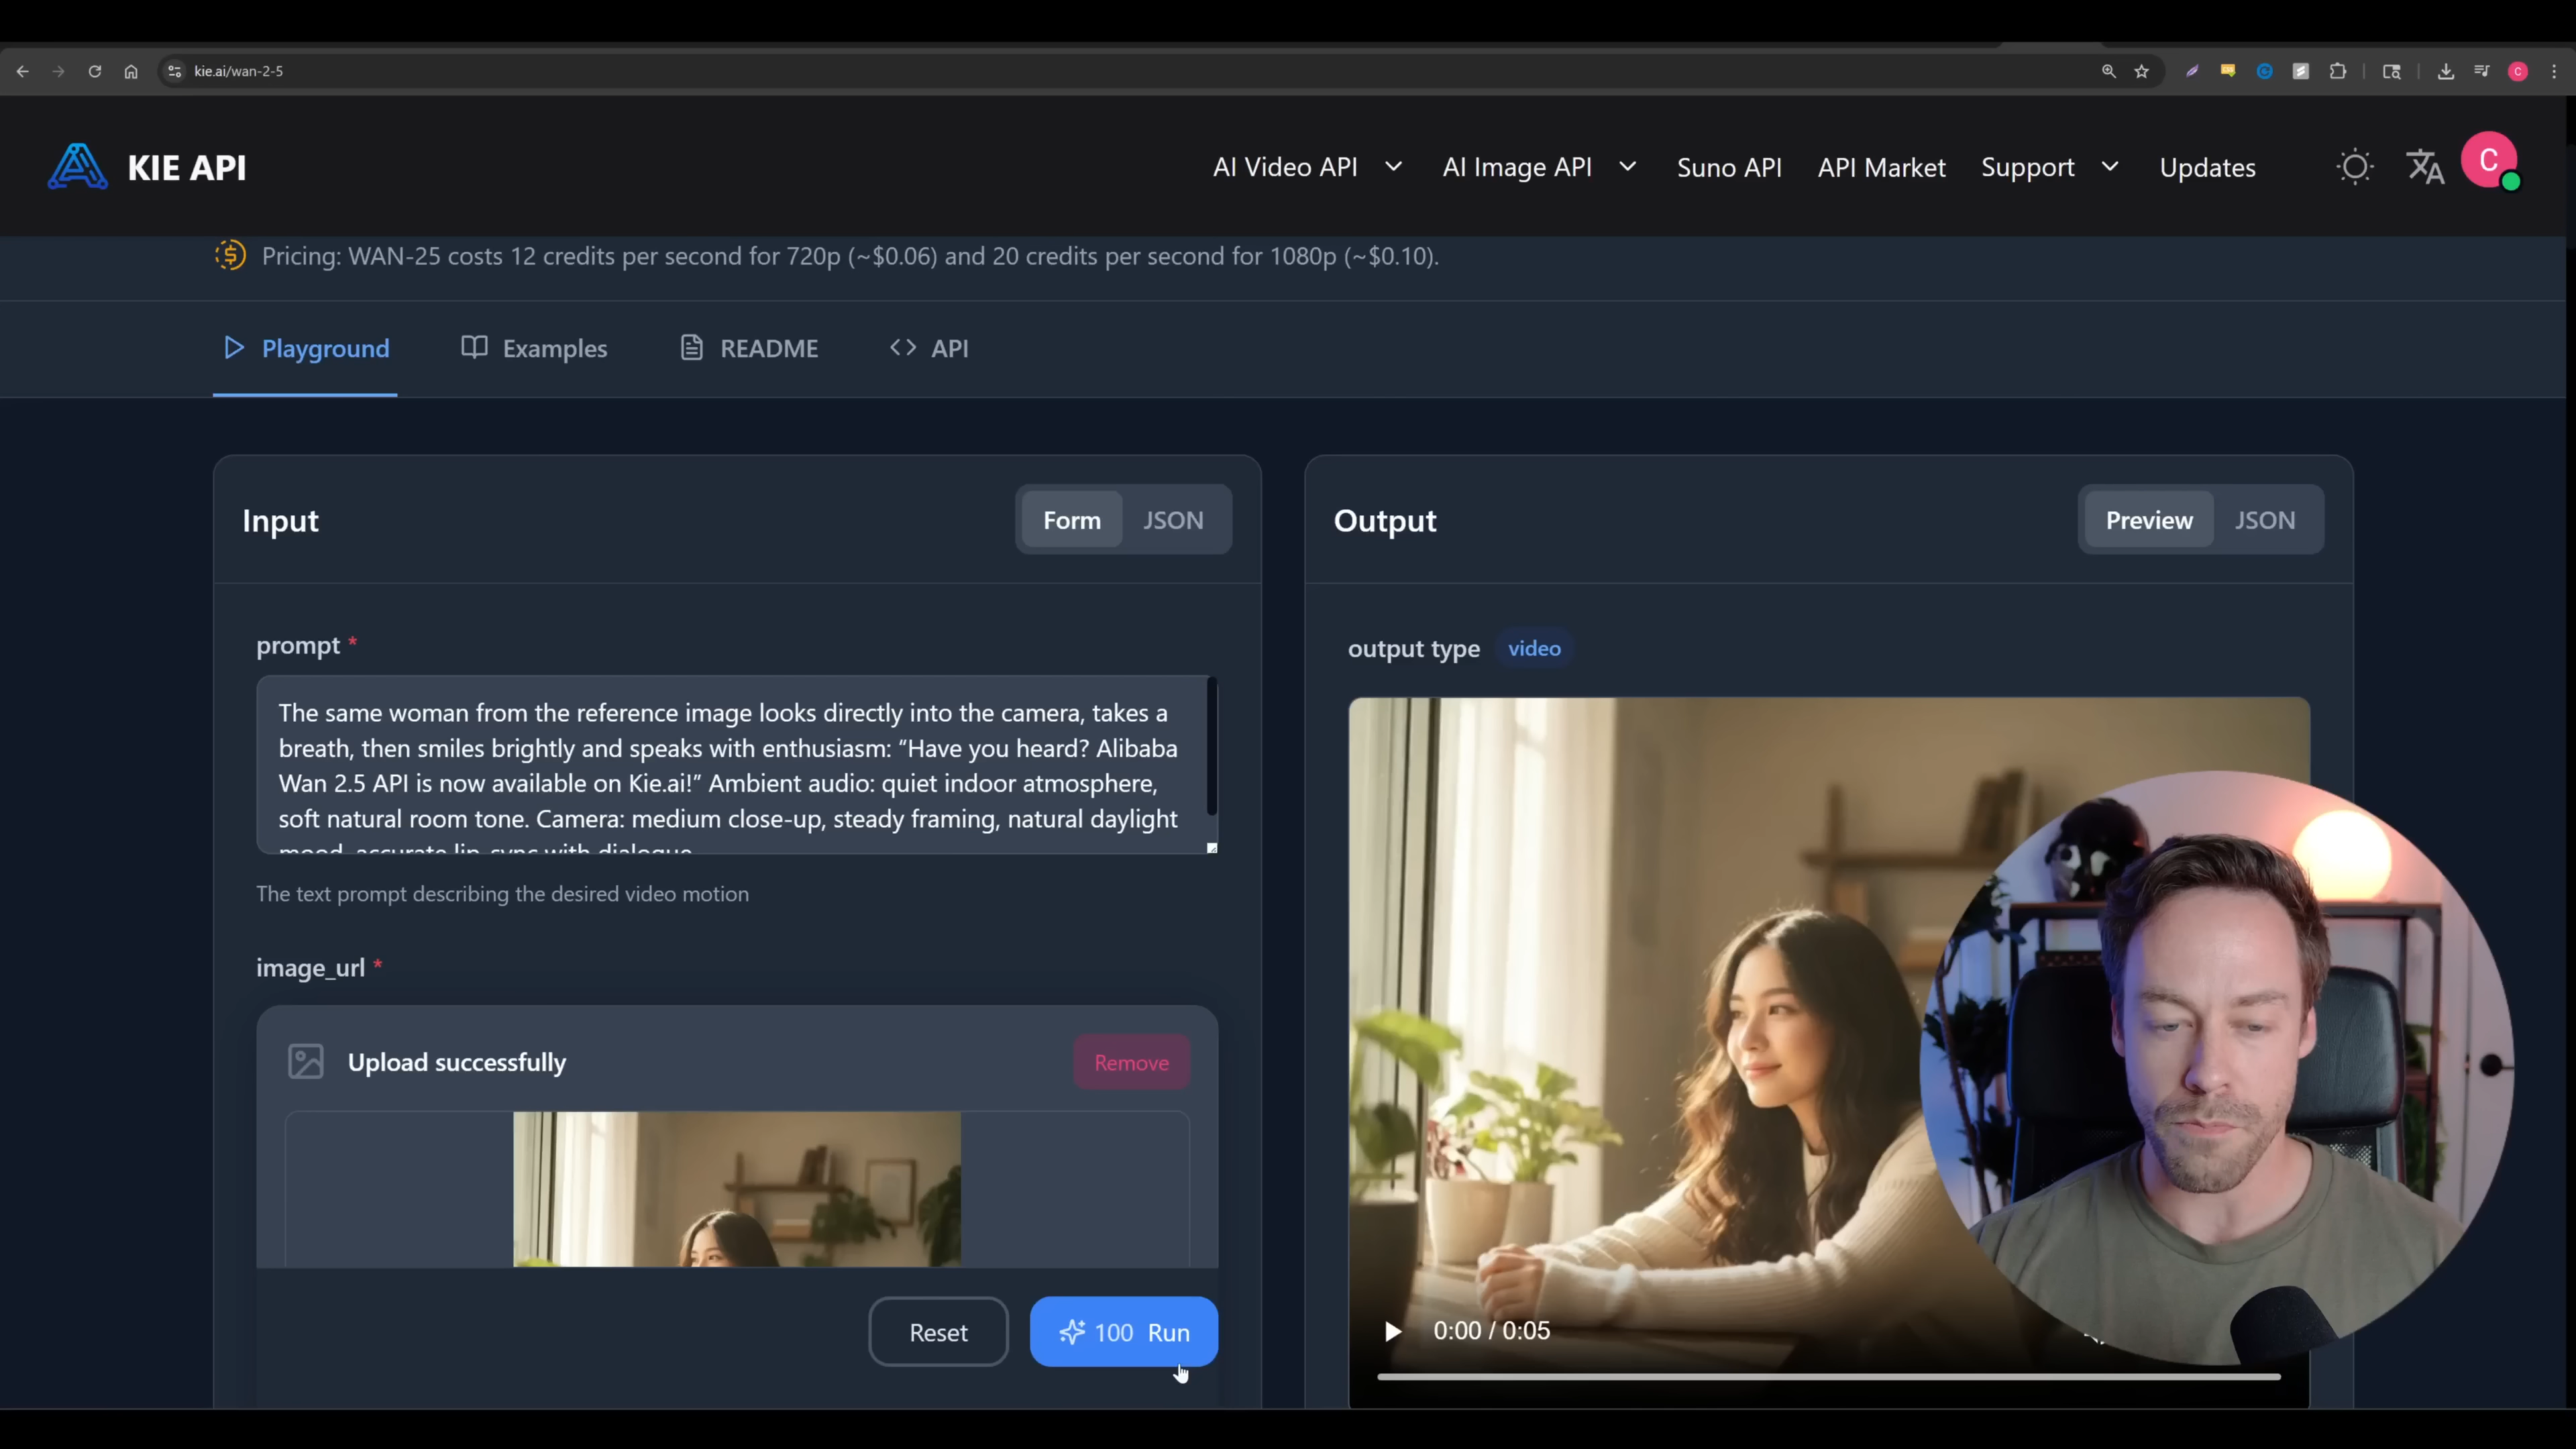 kie.ai/wan-2-5
C
KIE API
AI Video API
AI Image API
Suno API
API Market
Support
Updates
C
Pricing: WAN-25 costs 12 credits per second for 720p (~$0.06) and 20 credits per second for 1080p (~$0.10).
Playground
Examples
README
API
Input
Form
JSON
Output
Preview
JSON
prompt *
output type
video
The same woman from the reference image looks directly into the camera, takes a
breath, then smiles brightly and speaks with enthusiasm: “Have you heard? Alibaba
Wan 2.5 API is now available on Kie.ai!” Ambient audio: quiet indoor atmosphere,
soft natural room tone. Camera: medium close-up, steady framing, natural daylight
mood, accurate lip-sync with dialogue
The text prompt describing the desired video motion
image_url *
Upload successfully
Remove
Reset
100 Run
0:00 / 0:05